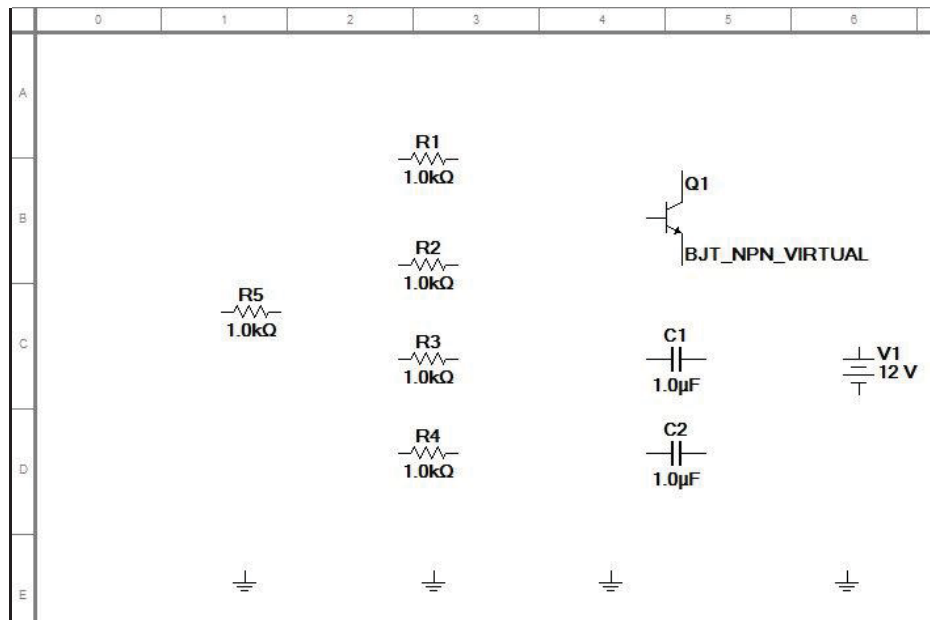 0 1 2 3 4 5 6
A
R1
1.0kΩ
Q1
B
BJT_NPN_VIRTUAL
R2
1.0kΩ
R5
1.0kΩ
C
R3
1.0kΩ
C1
1.0µF
V1
12 V
R4
1.0kΩ
C2
1.0µF
D
E